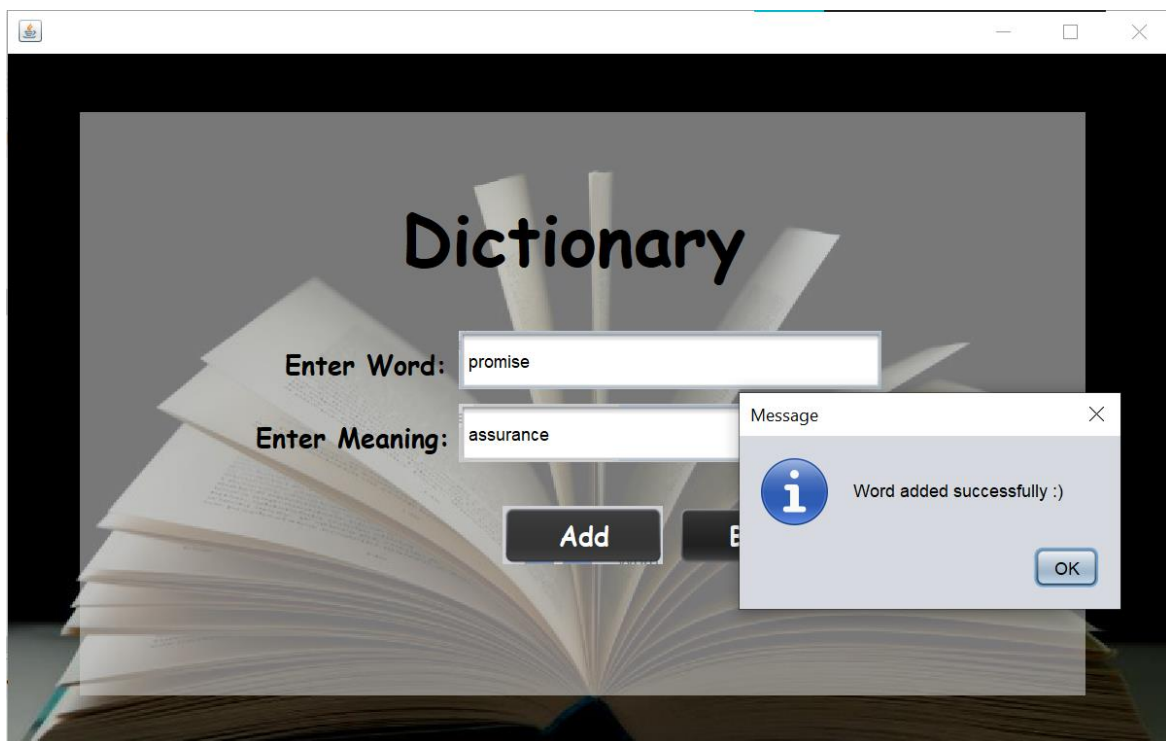 Dictionary
Enter Word: promise
Enter Meaning: assurance
Message
Word added successfully :)
Add
OK